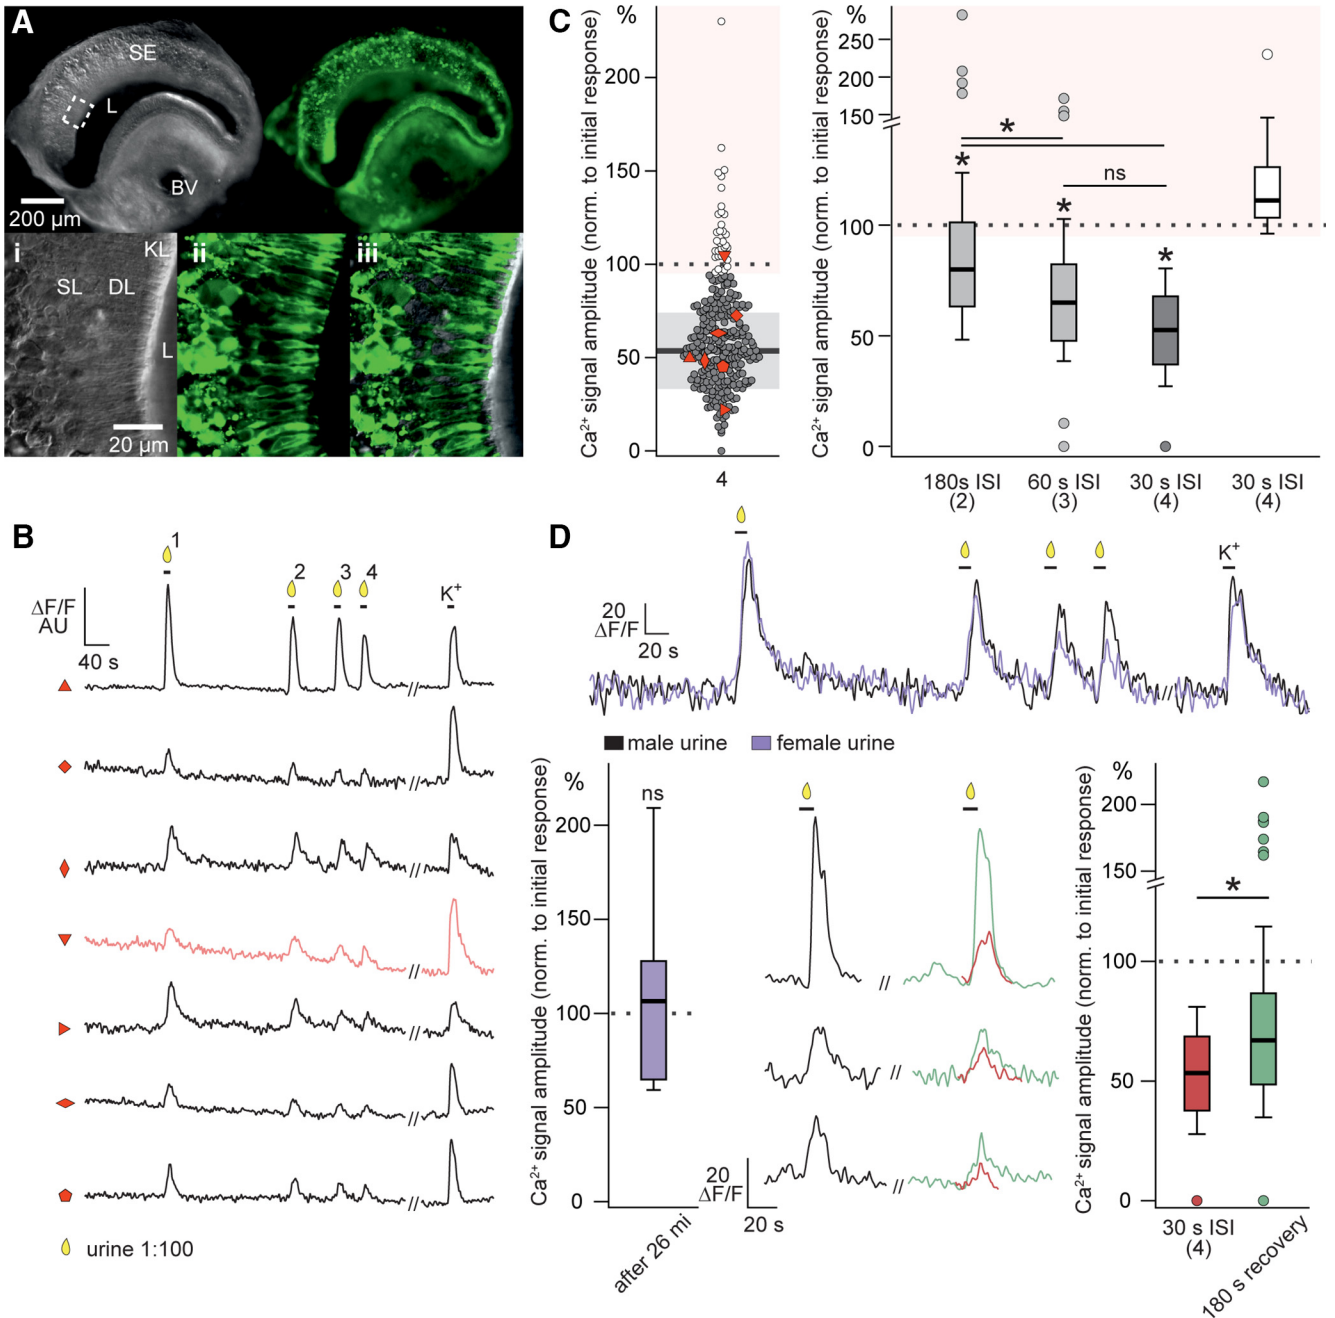 A
SE
L
BV
200 µm
i
ii
iii
KL
SL
DL
L
20 µm
B
1
2
3
4
K⁺
ΔF/F
AU
40 s
urine 1:100
C
%
Ca²⁺ signal amplitude (norm. to initial response)
200
150
100
50
0
4
%
Ca²⁺ signal amplitude (norm. to initial response)
250
200
150
100
50
0
*
*
*
ns
*
180s ISI
(2)
60 s ISI
(3)
30 s ISI
(4)
30 s ISI
(4)
D
K⁺
20
ΔF/F
20 s
male urine
female urine
%
Ca²⁺ signal amplitude (norm. to initial response)
ns
200
150
100
50
0
after 26 mi
20
ΔF/F
20 s
%
Ca²⁺ signal amplitude (norm. to initial response)
200
150
100
50
0
*
30 s ISI
(4)
180 s recovery